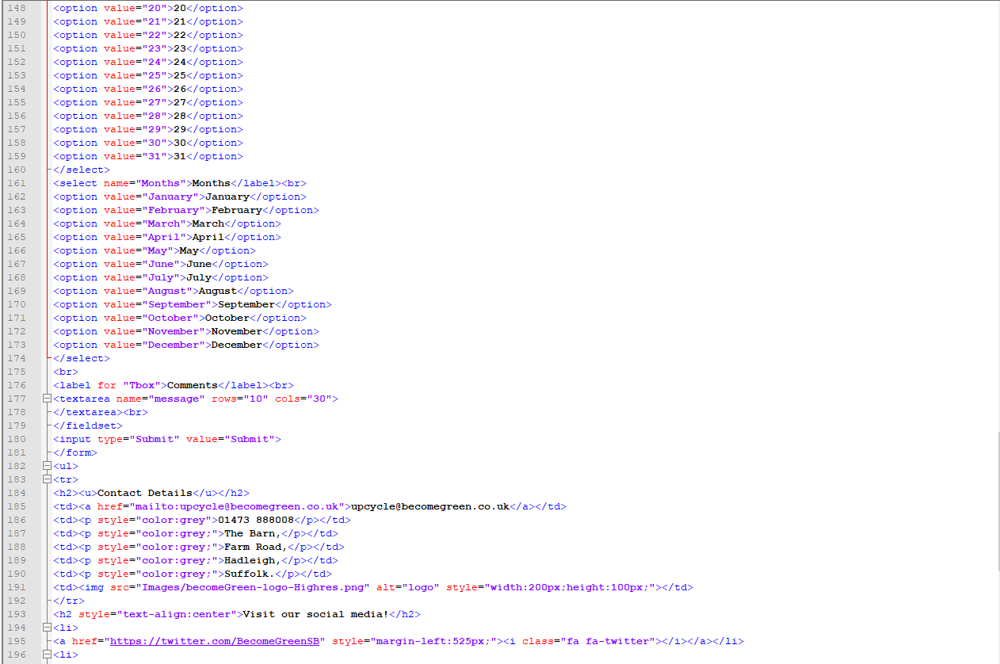 148 <option value="20">20</option>
149 <option value="21">21</option>
150 <option value="22">22</option>
151 <option value="23">23</option>
152 <option value="24">24</option>
153 <option value="25">25</option>
154 <option value="26">26</option>
155 <option value="27">27</option>
156 <option value="28">28</option>
157 <option value="29">29</option>
158 <option value="30">30</option>
159 <option value="31">31</option>
160 </select>
161 <select name="Months">Months</label><br>
162 <option value="January">January</option>
163 <option value="February">February</option>
164 <option value="March">March</option>
165 <option value="April">April</option>
166 <option value="May">May</option>
167 <option value="June">June</option>
168 <option value="July">July</option>
169 <option value="August">August</option>
170 <option value="September">September</option>
171 <option value="October">October</option>
172 <option value="November">November</option>
173 <option value="December">December</option>
174 </select>
175 <br>
176 <label for "Tbox">Comments</label><br>
177 <textarea name="message" rows="10" cols="30">
178 </textarea><br>
179 </fieldset>
180 <input type="Submit" value="Submit">
181 </form>
182 <ul>
183 <tr>
184 <h2><u>Contact Details</u></h2>
185 <td><a href="mailto:upcycle@becomegreen.co.uk">upcycle@becomegreen.co.uk</a></td>
186 <td><p style="color:grey">01473 888008</p></td>
187 <td><p style="color:grey;">The Barn,</p></td>
188 <td><p style="color:grey;">Farm Road,</p></td>
189 <td><p style="color:grey;">Hadleigh,</p></td>
190 <td><p style="color:grey;">Suffolk.</p></td>
191 <td><img src="Images/becomeGreen-logo-Highres.png" alt="logo" style="width:200px;height:100px;"></td>
192 </tr>
193 <h2 style="text-align:center">Visit our social media!</h2>
194 <li>
195 <a href="https://twitter.com/BecomeGreenSB" style="margin-left:525px;"><i class="fa fa-twitter"></i></a></li>
196 <li>